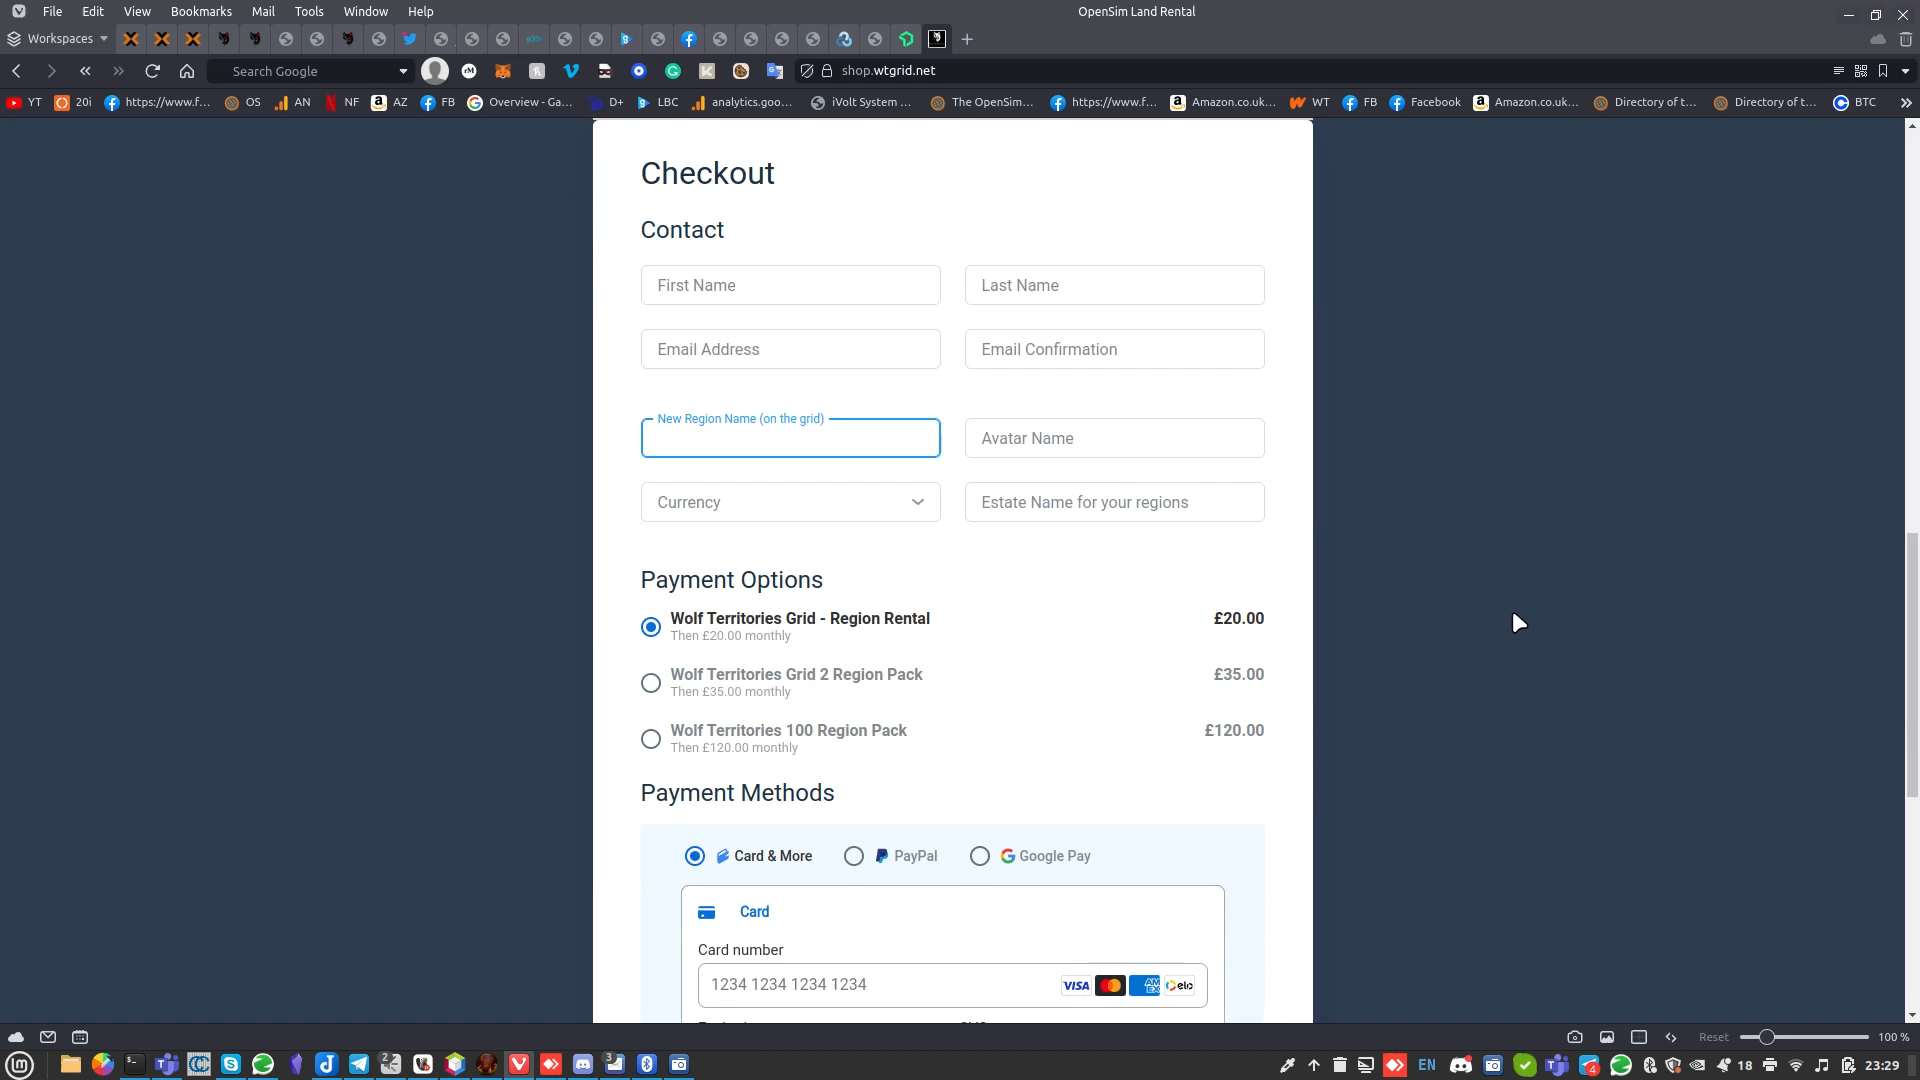 File Edit View Bookmarks Mail Tools Window Help
OpenSim Land Rental
Workspaces
Search Google
shop.wtgrid.net
YT
20i
https://www.f...
OS
AN
NF
AZ
FB
Overview - Ga...
D+
LBC
analytics.goo...
iVolt System ...
The OpenSim...
https://www.f...
Amazon.co.uk...
WT
FB
Facebook
Amazon.co.uk...
Directory of t...
Directory of t...
BTC
Checkout
Contact
First Name
Last Name
Email Address
Email Confirmation
New Region Name (on the grid)
Avatar Name
Currency
Estate Name for your regions
Payment Options
Wolf Territories Grid - Region Rental
£20.00
Then £20.00 monthly
Wolf Territories Grid 2 Region Pack
£35.00
Then £35.00 monthly
Wolf Territories 100 Region Pack
£120.00
Then £120.00 monthly
Payment Methods
Card & More
PayPal
Google Pay
Card
Card number
1234 1234 1234 1234
VISA
AM EX
elo
Reset
100 %
EN
18
23:29